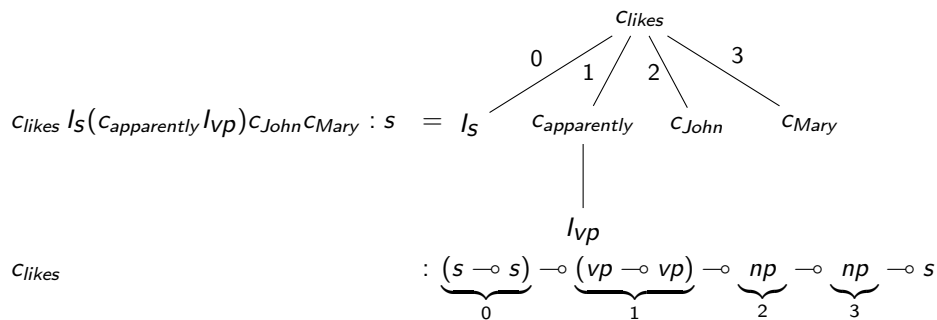 c_likes
0 1 2 3
c_likes I_S(c_apparently I_vp)c_John c_Mary : s = I_S c_apparently c_John c_Mary
I_vp
c_likes : (s ⊸ s) ⊸ (vp ⊸ vp) ⊸ np ⊸ np ⊸ s
0 1 2 3